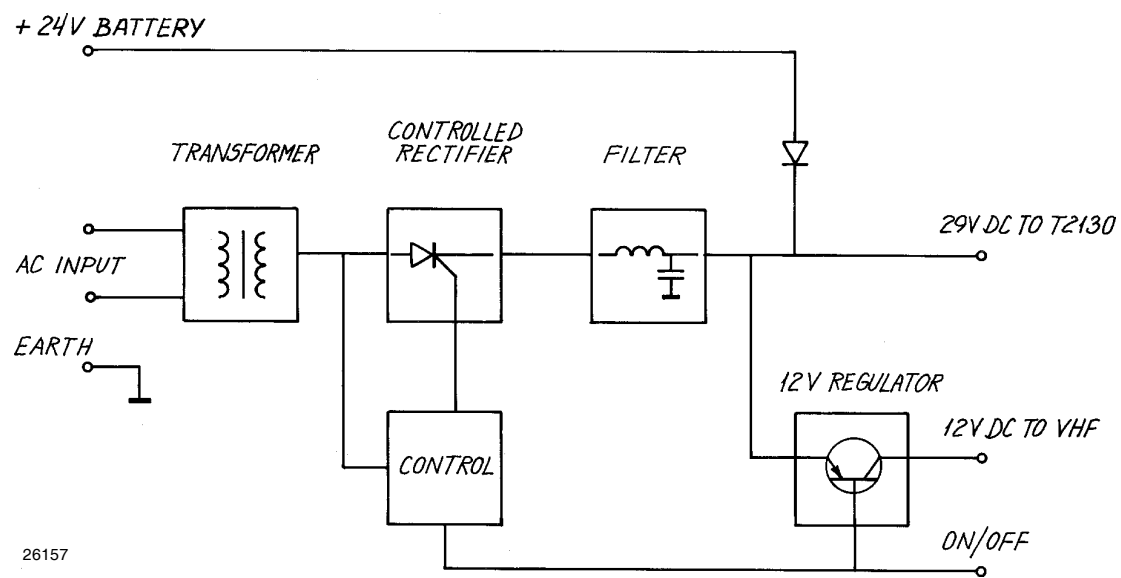 + 24V BATTERY
CONTROLLED
RECTIFIER
TRANSFORMER
FILTER
29V DC TO T2130
AC INPUT
EARTH
12V REGULATOR
12V DC TO VHF
CONTROL
ON/OFF
26157